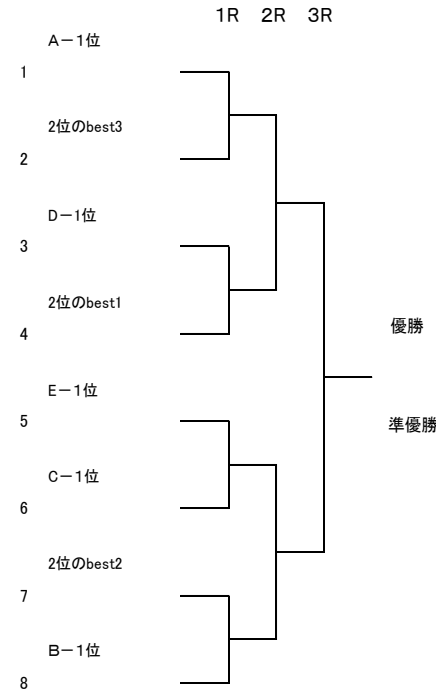 1R 2R 3R
A－1位
1
2位のbest3
2
D－1位
3
2位のbest1
4
優勝
E－1位
準優勝
5
C－1位
6
2位のbest2
7
B－1位
8